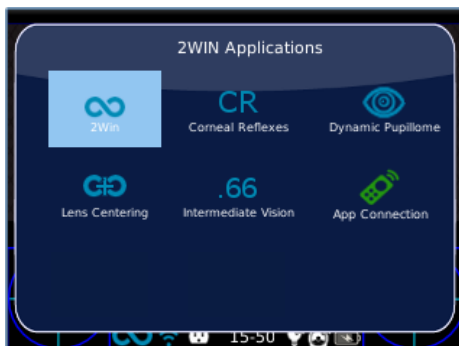 2WIN Applications
2Win
CR
Corneal Reflexes
Dynamic Pupillome
Lens Centering
.66
Intermediate Vision
App Connection
15-50